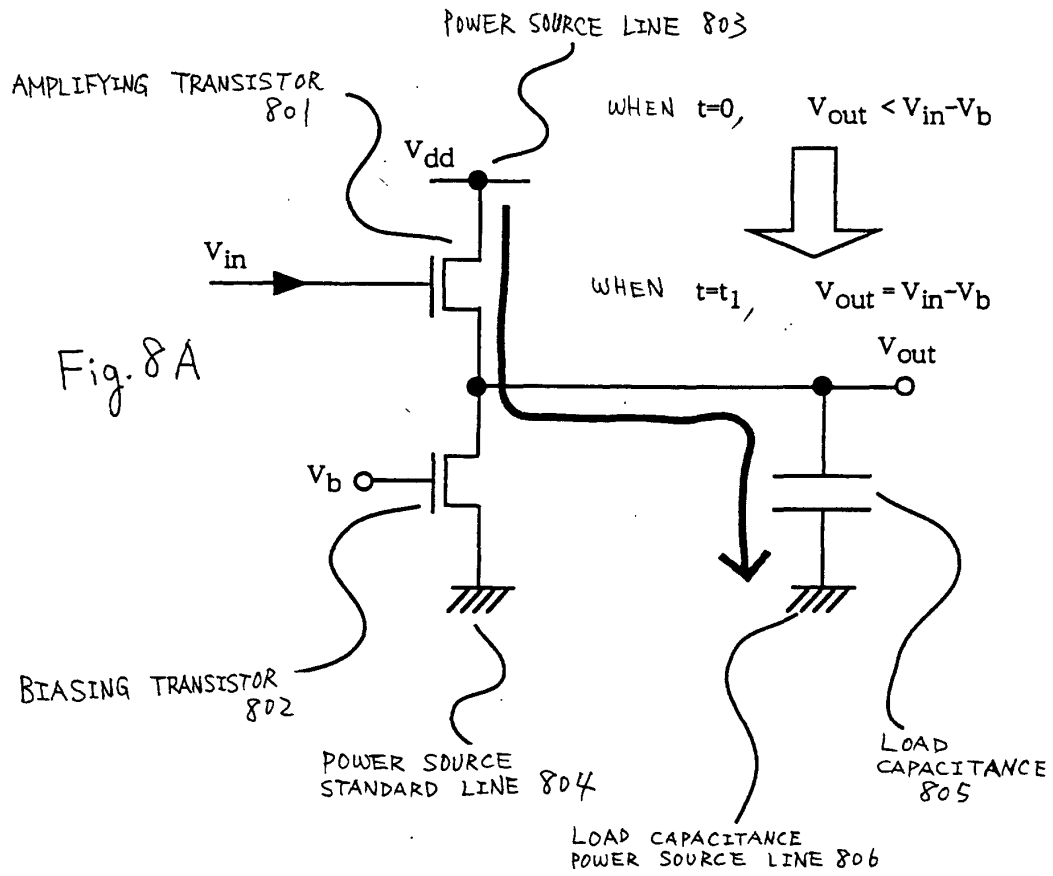 POWER SOURCE LINE 803
AMPLIFYING TRANSISTOR
801
WHEN t=0, Vout < Vin-Vb
Vdd
Vin
WHEN t=t1, Vout = Vin-Vb
Vout
Fig. 8A
Vb
BIASING TRANSISTOR
802
POWER SOURCE
STANDARD LINE 804
LOAD
CAPACITANCE
805
LOAD CAPACITANCE
POWER SOURCE LINE 806